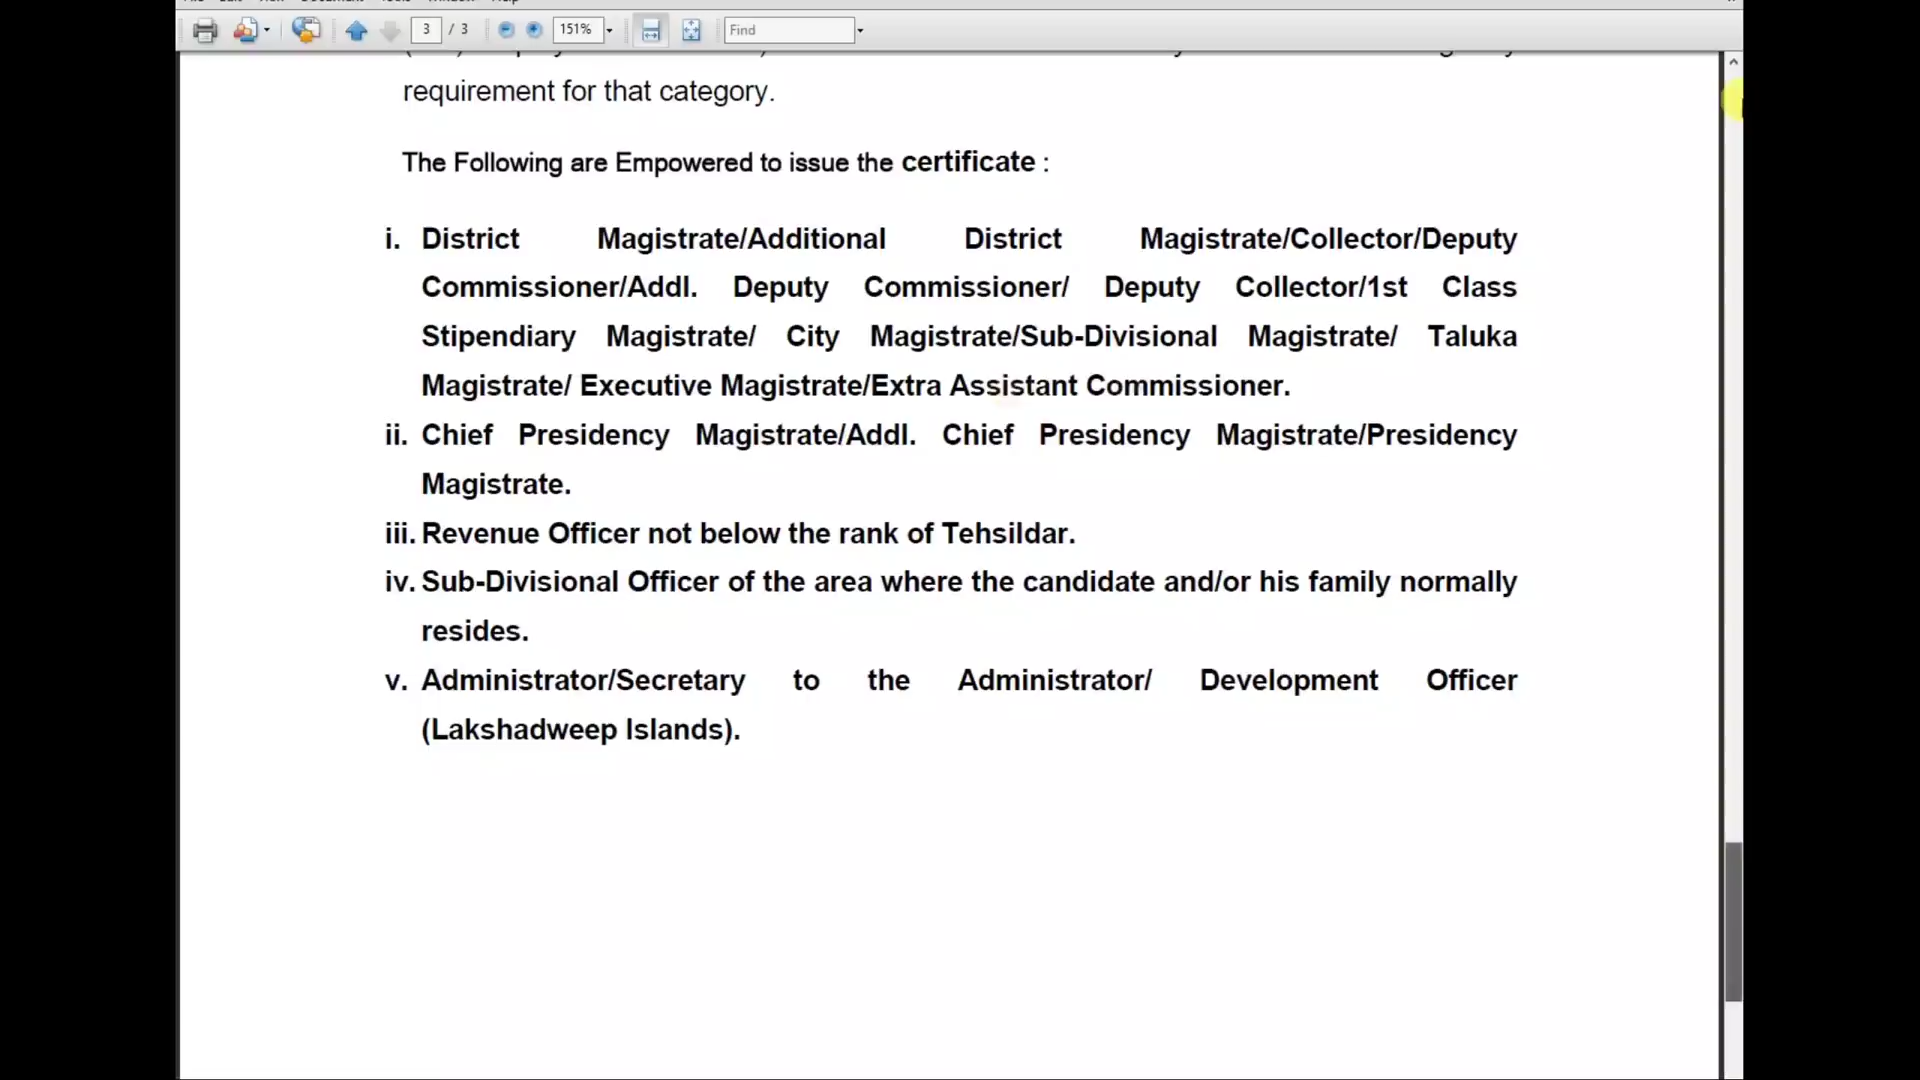 3 / 3
151%
Find
requirement for that category.
The Following are Empowered to issue the certificate :
i. District Magistrate/Additional District Magistrate/Collector/Deputy
Commissioner/Addl. Deputy Commissioner/ Deputy Collector/1st Class
Stipendiary Magistrate/ City Magistrate/Sub-Divisional Magistrate/ Taluka
Magistrate/ Executive Magistrate/Extra Assistant Commissioner.
ii. Chief Presidency Magistrate/Addl. Chief Presidency Magistrate/Presidency
Magistrate.
iii. Revenue Officer not below the rank of Tehsildar.
iv. Sub-Divisional Officer of the area where the candidate and/or his family normally
resides.
v. Administrator/Secretary to the Administrator/ Development Officer
(Lakshadweep Islands).